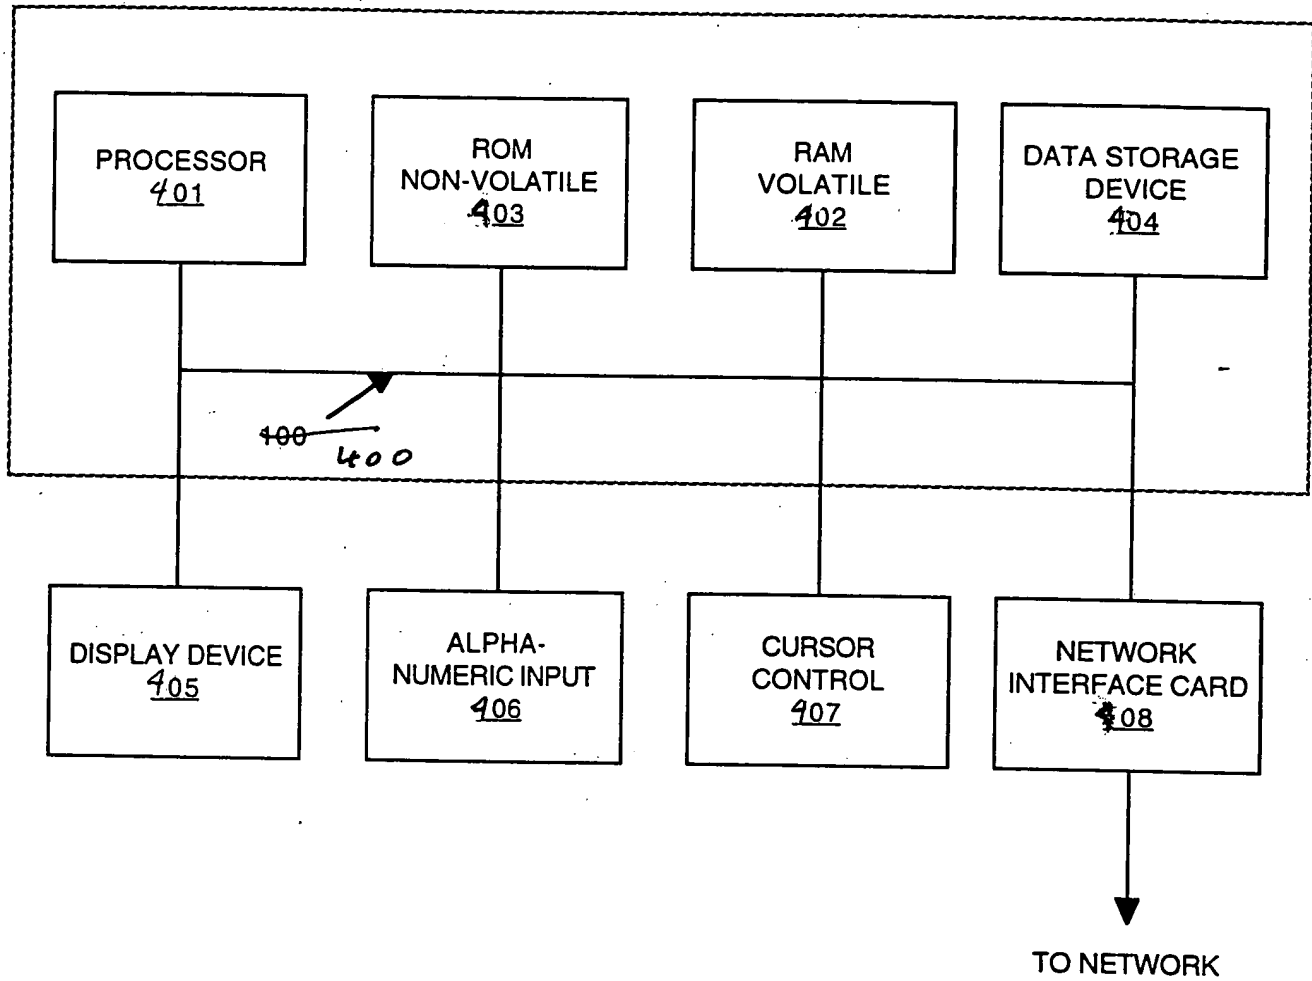 PROCESSOR
401
ROM
NON-VOLATILE
403
RAM
VOLATILE
402
DATA STORAGE
DEVICE
404
100
400
DISPLAY DEVICE
405
ALPHA-
NUMERIC INPUT
406
CURSOR
CONTROL
407
NETWORK
INTERFACE CARD
408
TO NETWORK